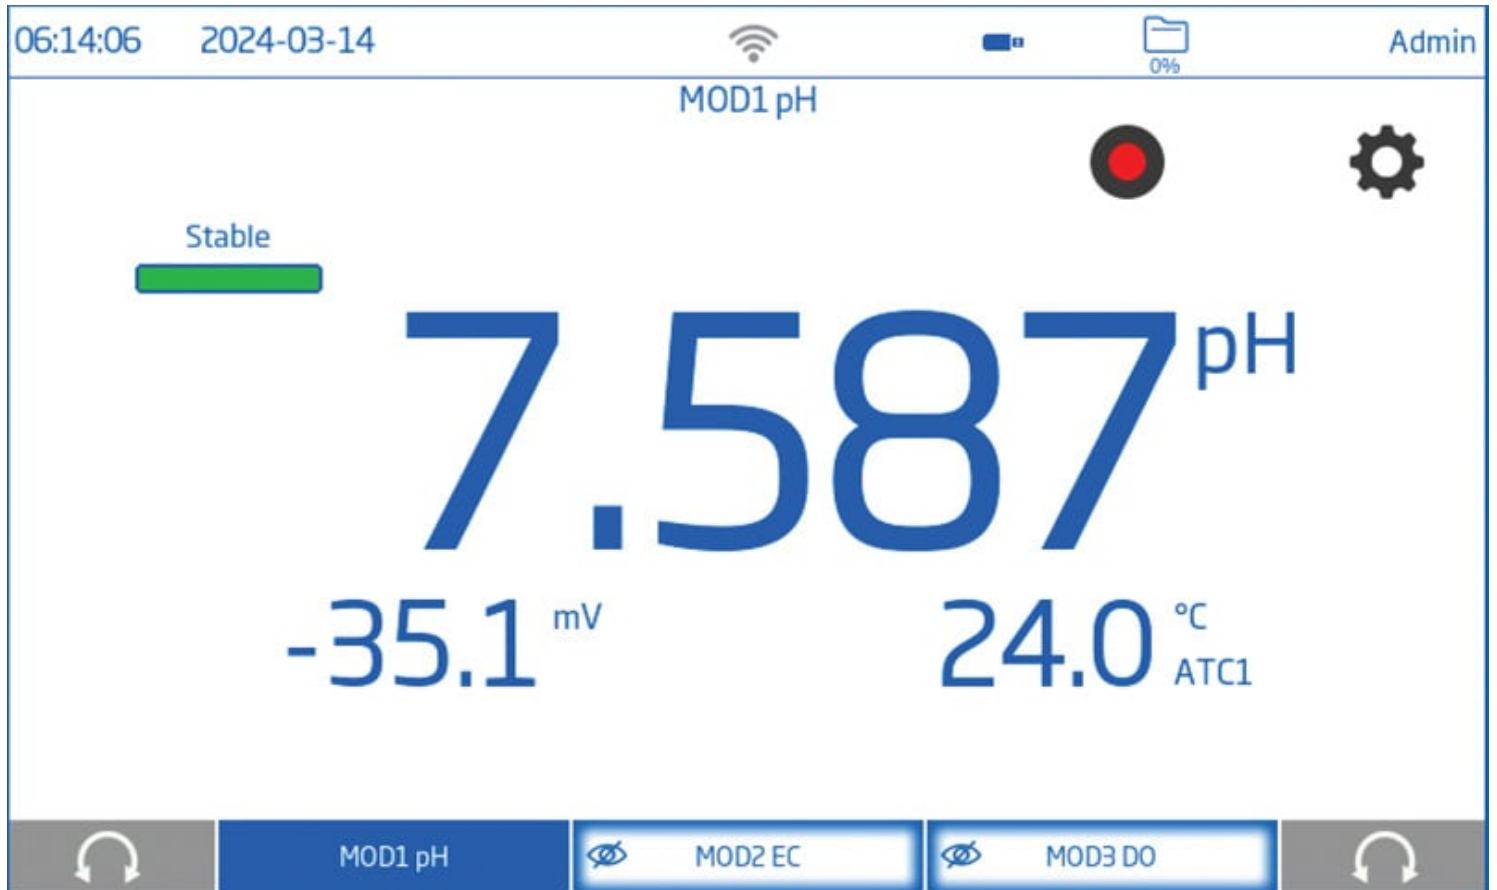 06:14:06 2024-03-14 Admin
0%
MOD1 pH
Stable
7.587 pH
-35.1 mV 24.0 °C
ATC1
MOD1 pH MOD2 EC MOD3 DO